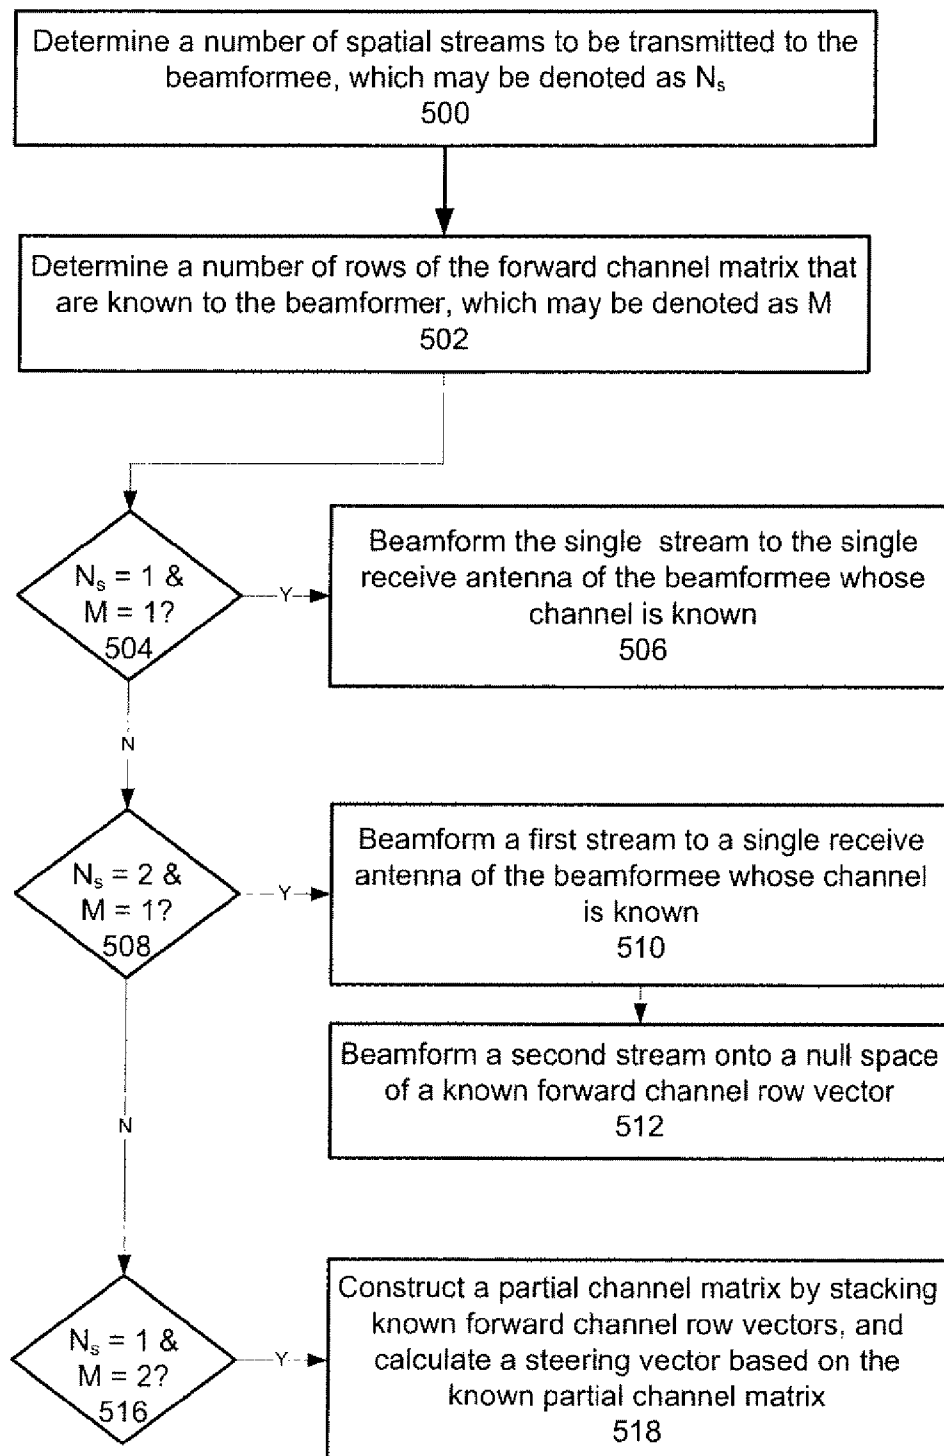 Determine a number of spatial streams to be transmitted to the
beamformee, which may be denoted as Nₛ
500
Determine a number of rows of the forward channel matrix that
are known to the beamformer, which may be denoted as M
502
Nₛ = 1 &
M = 1?
504
Y
Beamform the single stream to the single
receive antenna of the beamformee whose
channel is known
506
N
Nₛ = 2 &
M = 1?
508
Y
Beamform a first stream to a single receive
antenna of the beamformee whose channel
is known
510
Beamform a second stream onto a null space
of a known forward channel row vector
512
N
Nₛ = 1 &
M = 2?
516
Y
Construct a partial channel matrix by stacking
known forward channel row vectors, and
calculate a steering vector based on the
known partial channel matrix
518